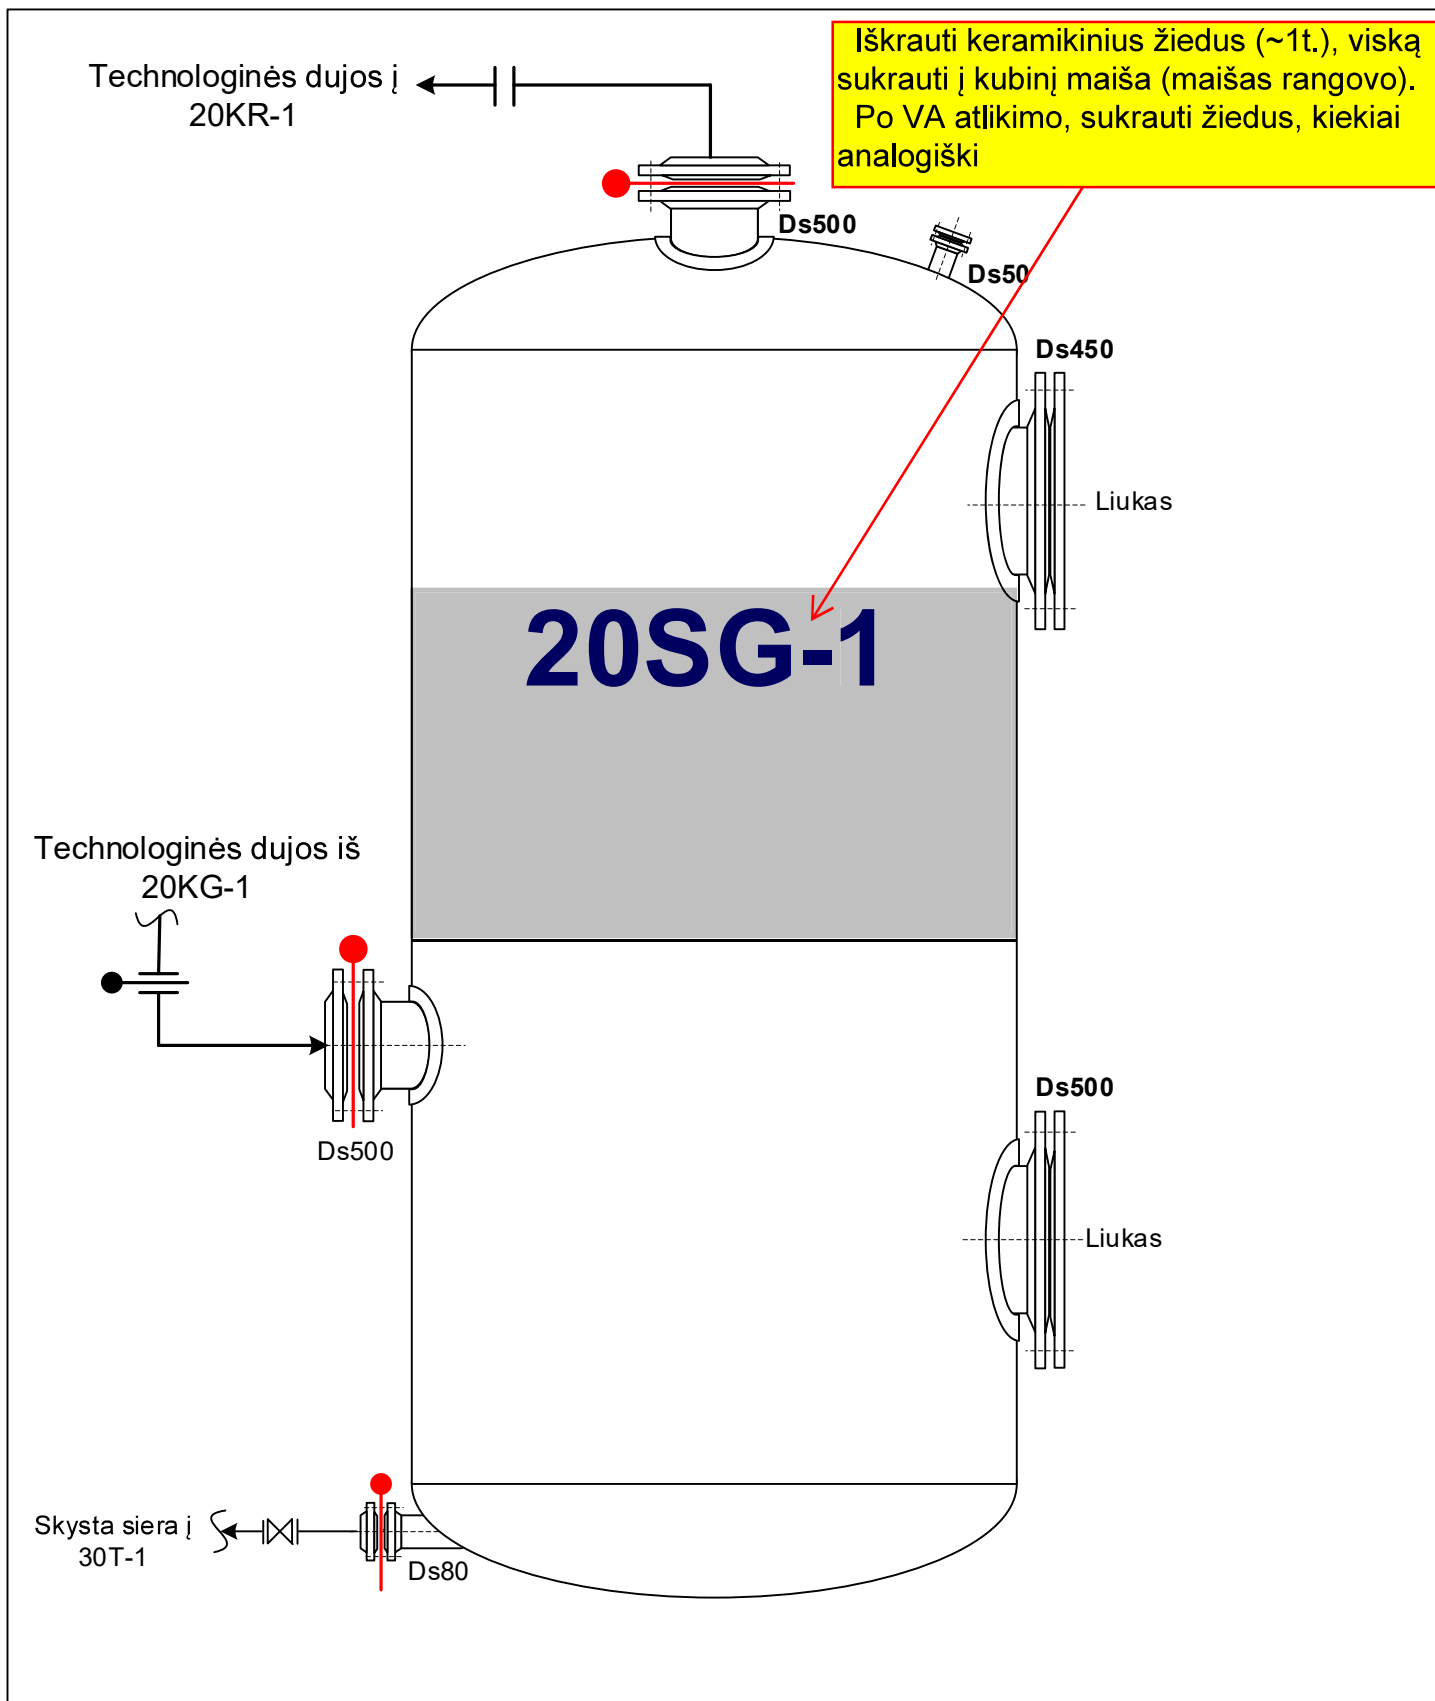 Iškrauti keramikinius žiedus (~1t.), viską
sukrauti į kubinį maiša (maišas rangovo).
Po VA atlikimo, sukrauti žiedus, kiekiai
analogiški
Technologinės dujos į
20KR-1
Ds500
Ds50
Ds450
Liukas
20SG-1
Technologinės dujos iš
20KG-1
Ds500
Ds500
Liukas
Skysta siera į
30T-1
Ds80